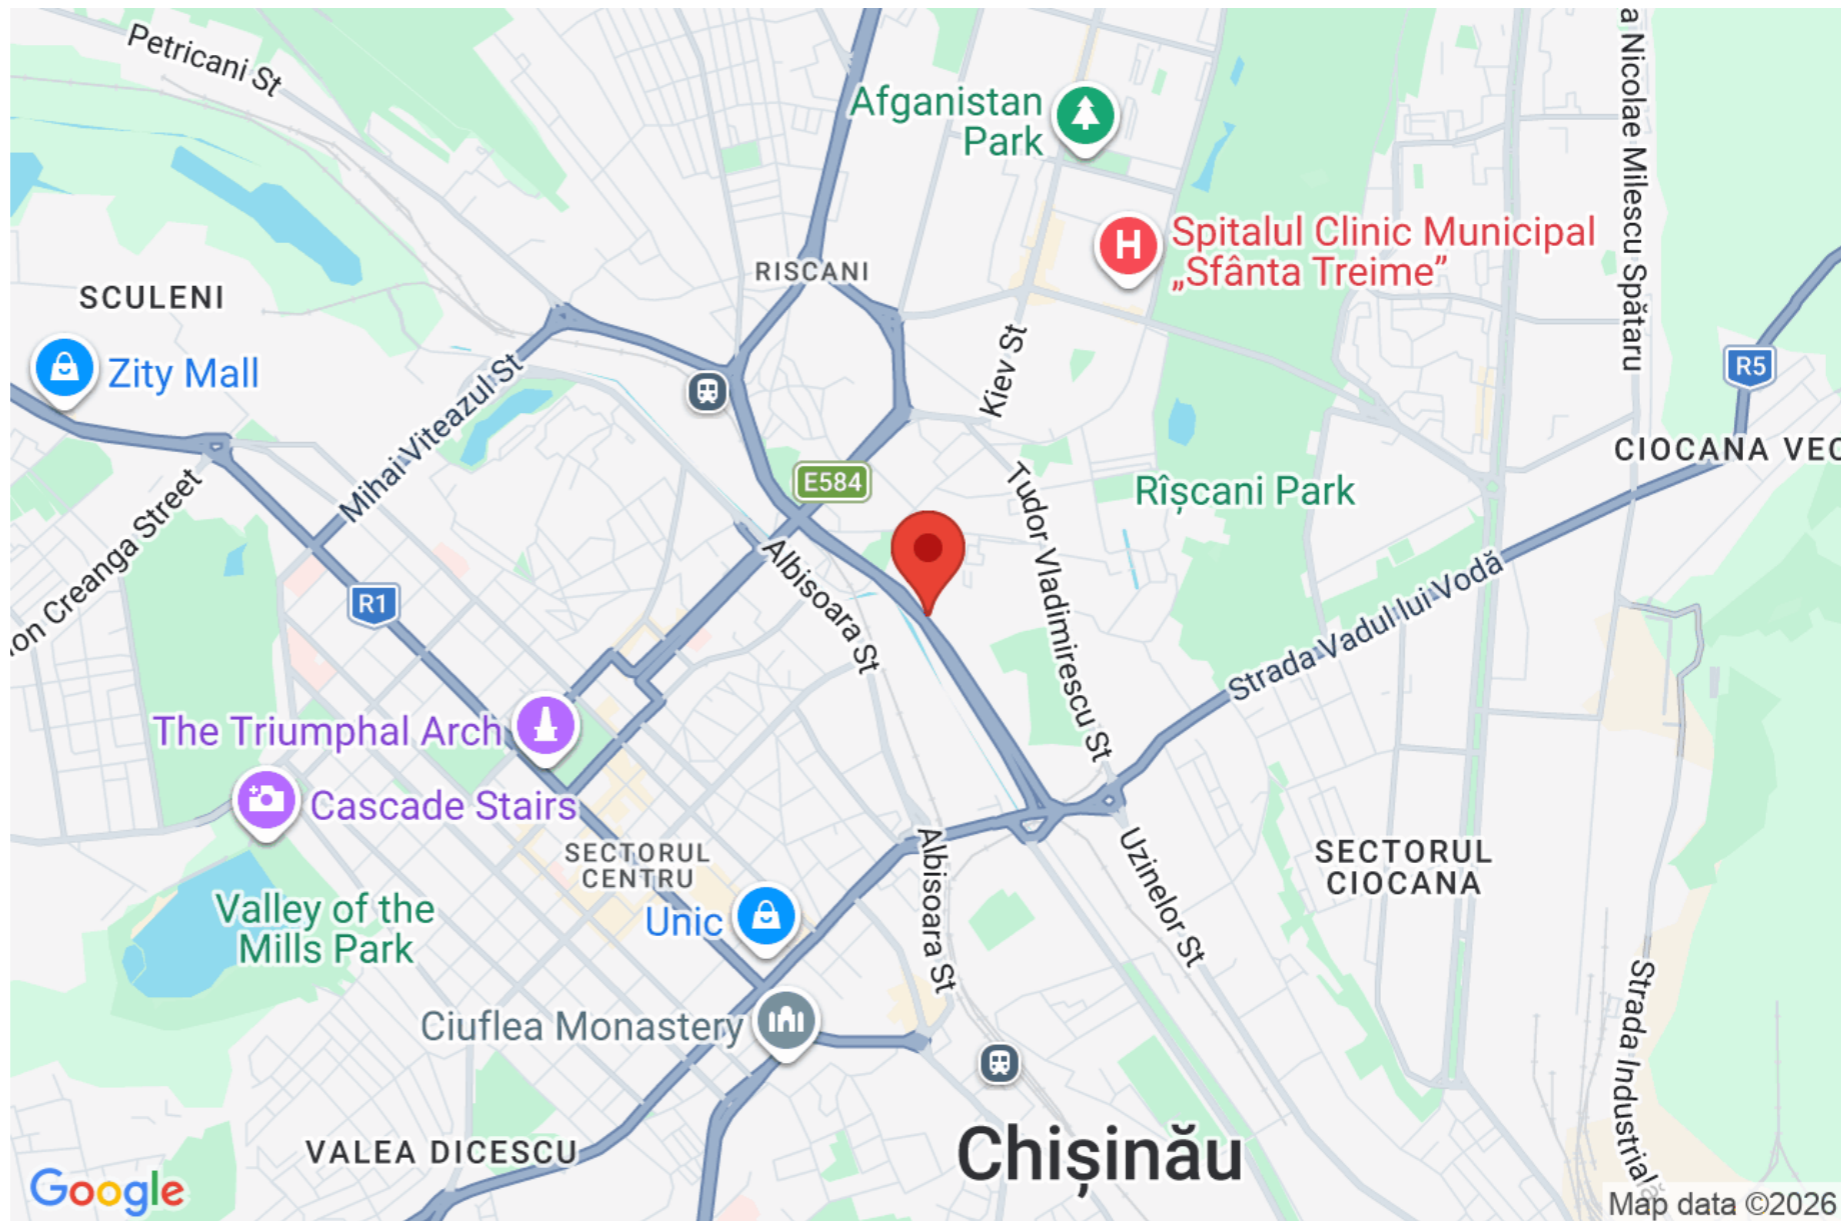 Petricani St
a Nicolae Milescu Spătaru
Afganistan
Park
H
Spitalul Clinic Municipal
„Sfânta Treime”
RISCANI
SCULENI
Zity Mall
Mihai Viteazul St
Kiev St
R5
CIOCANA VEC
E584
Rîșcani Park
Tudor Vladimirescu St
Ion Creanga Street
R1
Albisoara St
Strada Vadul lui Vodă
The Triumphal Arch
Cascade Stairs
SECTORUL
CENTRU
Albisoara St
Uzinelor St
SECTORUL
CIOCANA
Valley of the
Mills Park
Unic
Ciuflea Monastery
Strada Industrială
VALEA DICESCU
Chișinău
Google
Map data ©2026